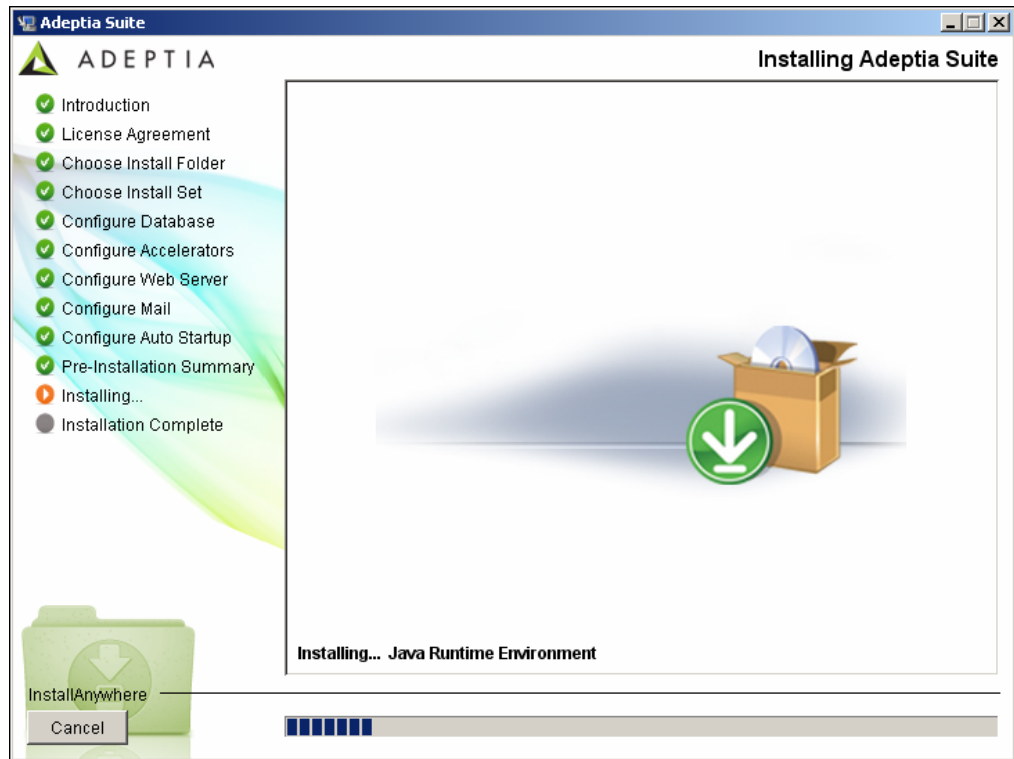 Adeptia Suite
ADEPTIA
Installing Adeptia Suite
Introduction
License Agreement
Choose Install Folder
Choose Install Set
Configure Database
Configure Accelerators
Configure Web Server
Configure Mail
Configure Auto Startup
Pre-Installation Summary
Installing...
Installation Complete
Installing... Java Runtime Environment
InstallAnywhere
Cancel